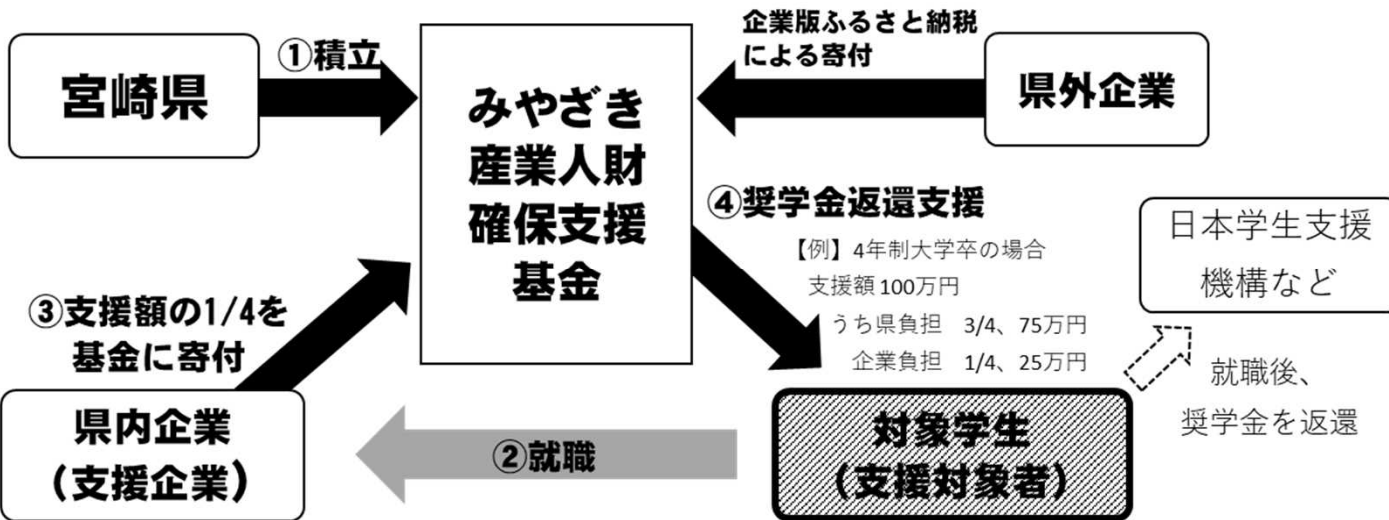 宮崎県
①積立
みやざき
産業人財
確保支援
基金
企業版ふるさと納税
による寄付
県外企業
④奨学金返還支援
【例】4年制大学卒の場合
支援額100万円
うち県負担　3/4、75万円
企業負担　1/4、25万円
日本学生支援
機構など
就職後、
奨学金を返還
③支援額の1/4を
基金に寄付
県内企業
（支援企業）
②就職
対象学生
（支援対象者）